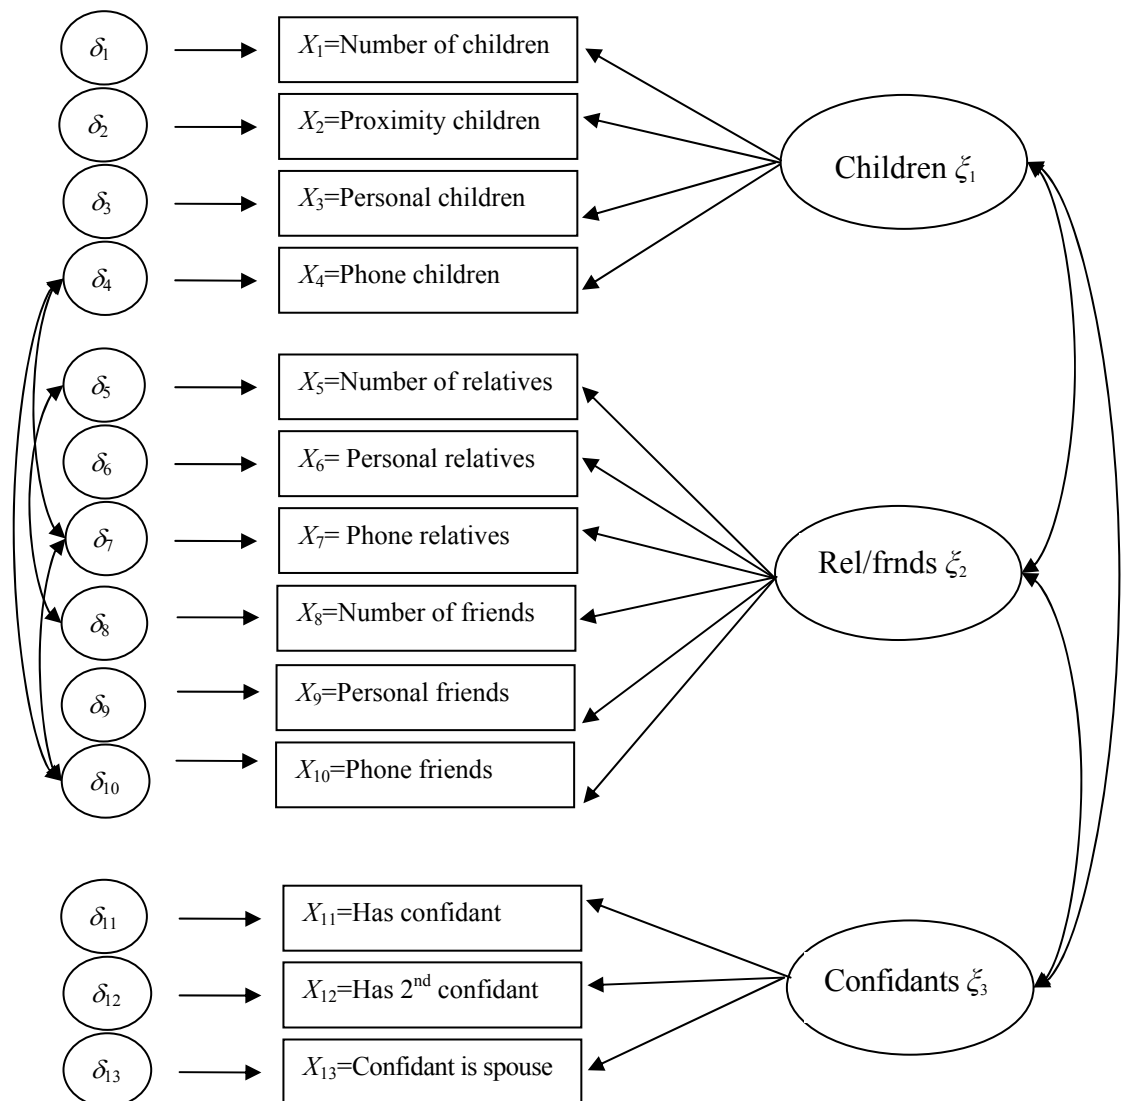 δ₁
X₁=Number of children
δ₂
X₂=Proximity children
δ₃
X₃=Personal children
δ₄
X₄=Phone children
Children ξ₁
δ₅
X₅=Number of relatives
δ₆
X₆= Personal relatives
δ₇
X₇= Phone relatives
δ₈
X₈=Number of friends
δ₉
X₉=Personal friends
δ₁₀
X₁₀=Phone friends
Rel/frnds ξ₂
δ₁₁
X₁₁=Has confidant
δ₁₂
X₁₂=Has 2ⁿᵈ confidant
δ₁₃
X₁₃=Confidant is spouse
Confidants ξ₃